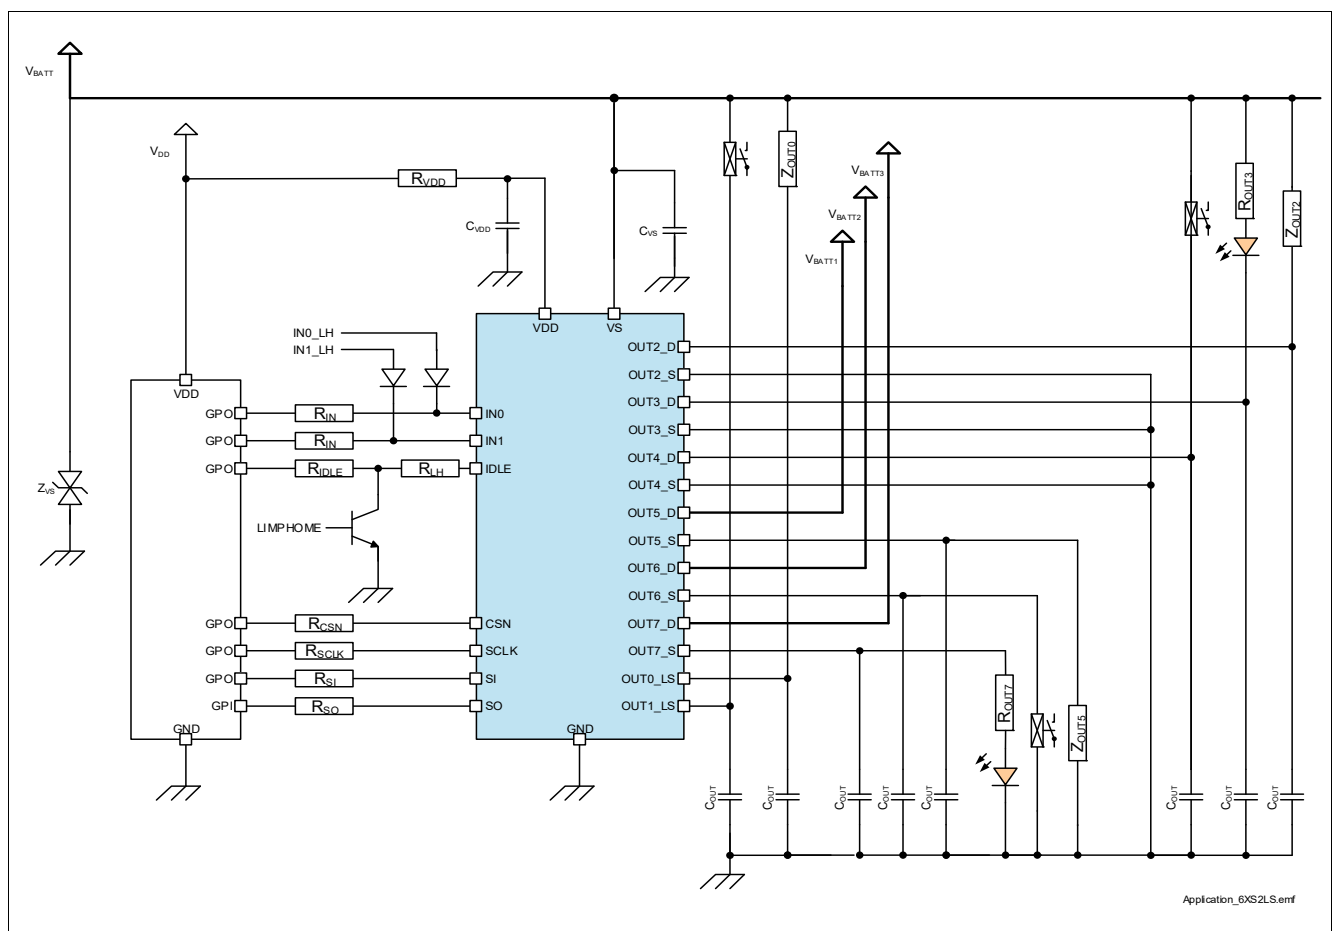 VBATT
VDD
RVDD
CVDD
CVS
ZOUT0
VBATT3
VBATT2
VBATT1
ROUT3
ZOUT2
IN0_LH
IN1_LH
VDD
VS
VDD
GPO
RIN
IN0
GPO
RIN
IN1
GPO
RIDLE
RLH
IDLE
ZVS
LIMPHOME
GPO
RCSN
CSN
GPO
RSCLK
SCLK
GPO
RSI
SI
GPI
RSO
SO
GND
GND
OUT2_D
OUT2_S
OUT3_D
OUT3_S
OUT4_D
OUT4_S
OUT5_D
OUT5_S
OUT6_D
OUT6_S
OUT7_D
OUT7_S
OUT0_LS
OUT1_LS
ROUT7
ZOUT5
COUT
COUT
COUT
COUT
COUT
COUT
COUT
COUT
Application_6XS2LS.emf